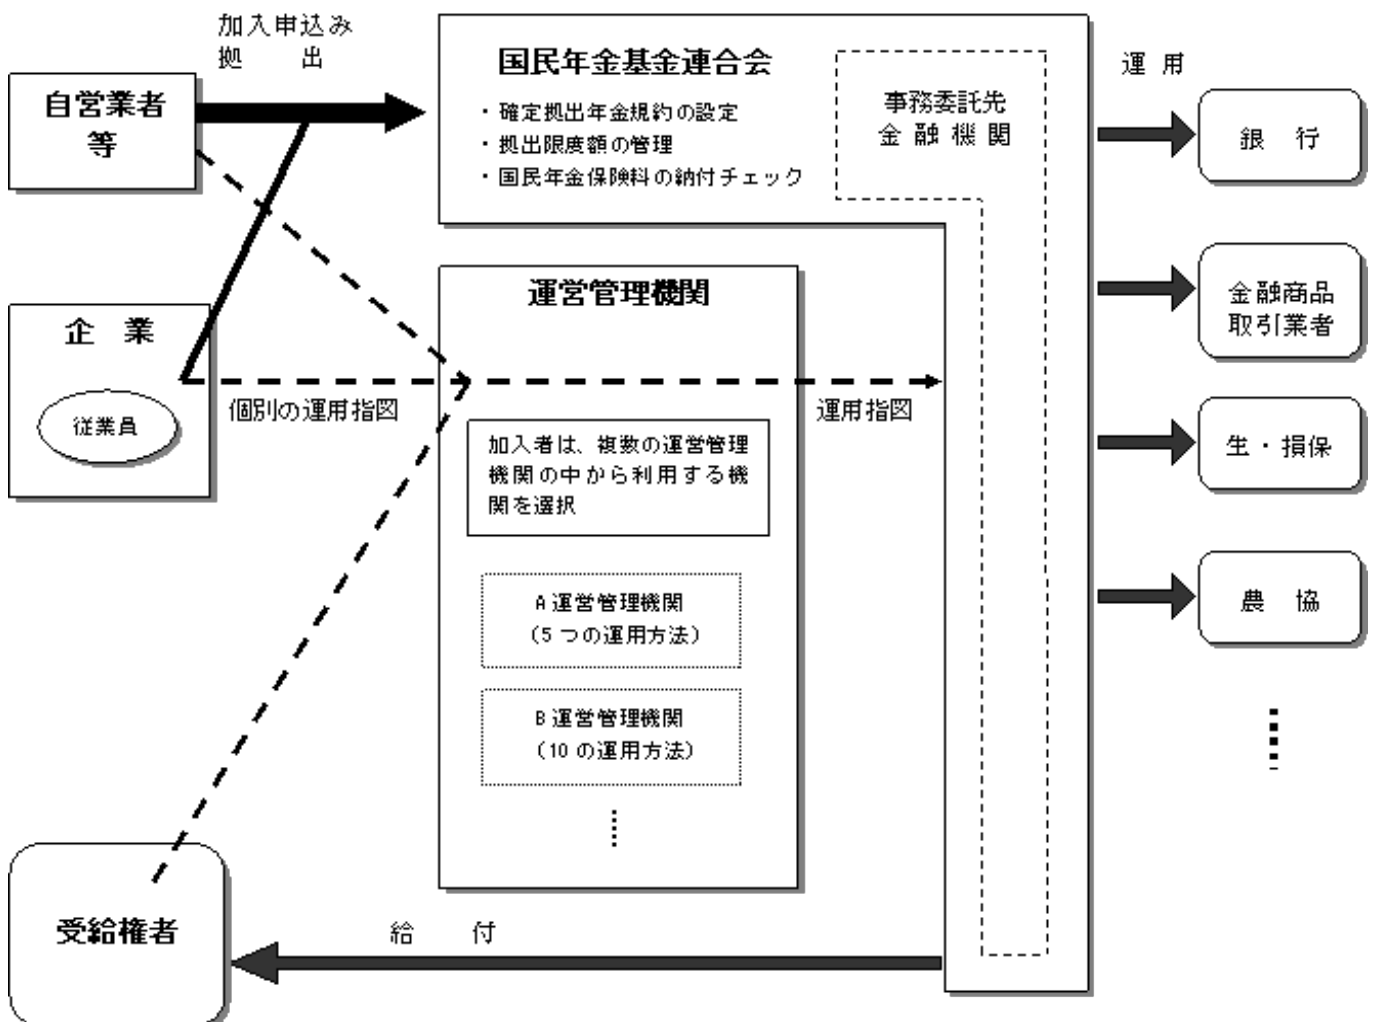 加入申込み
拠　出
自営業者
等
国民年金基金連合会
・確定拠出年金規約の設定
・拠出限度額の管理
・国民年金保険料の納付チェック
事務委託先
金融機関
運用
銀　行
金融商品
取引業者
生・損保
農　協
企　業
従業員
個別の運用指図
運営管理機関
運用指図
加入者は、複数の運営管理
機関の中から利用する機
関を選択
A 運営管理機関
（5 つの運用方法）
B 運営管理機関
（10 の運用方法）
受給権者
給　付